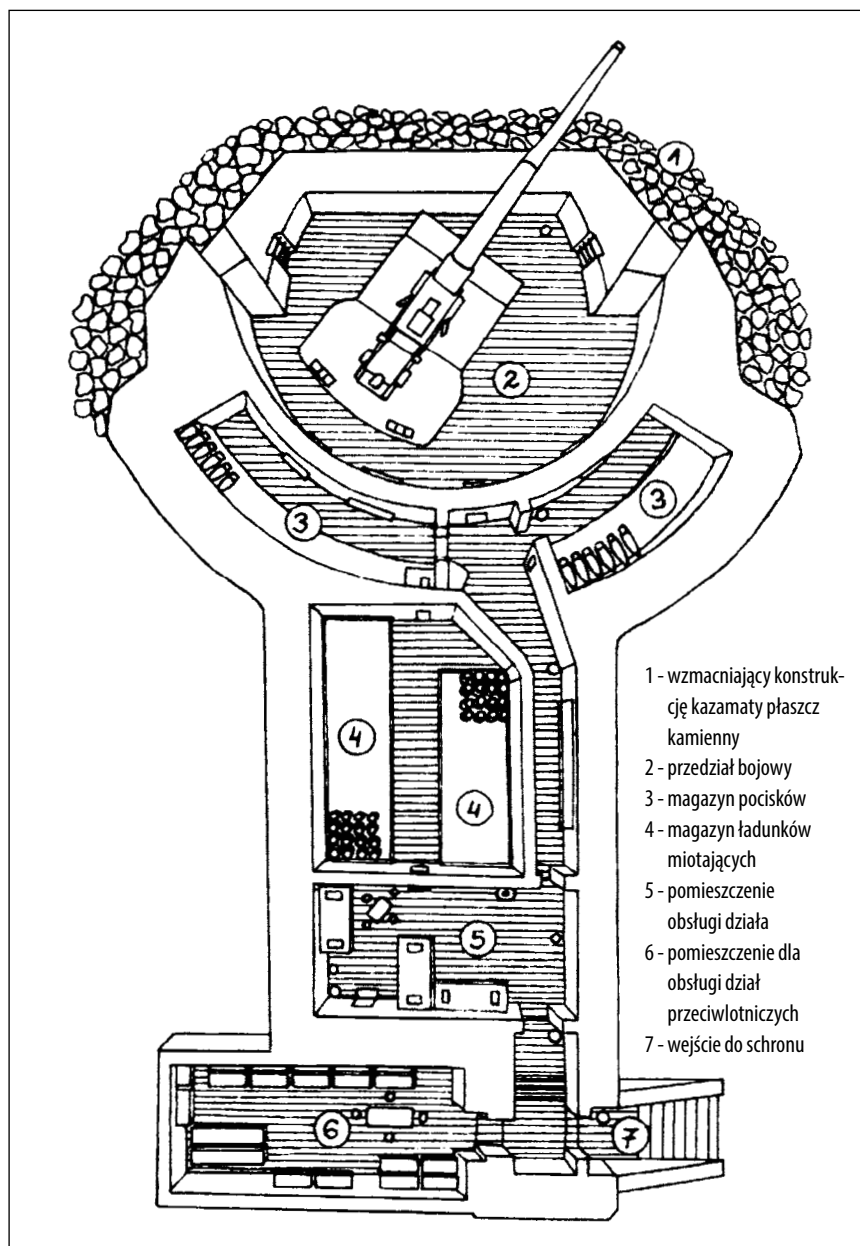 1
2
3
3
4
4
5
6
7
1 - wzmacniający konstruk-
cję kazamaty płaszcz
kamienny
2 - przedział bojowy
3 - magazyn pocisków
4 - magazyn ładunków
miotających
5 - pomieszczenie
obsługi działa
6 - pomieszczenie dla
obsługi dział
przeciwlotniczych
7 - wejście do schronu